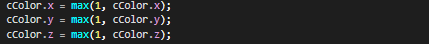 cColor.x = max(1, cColor.x);
cColor.y = max(1, cColor.y);
cColor.z = max(1, cColor.z);